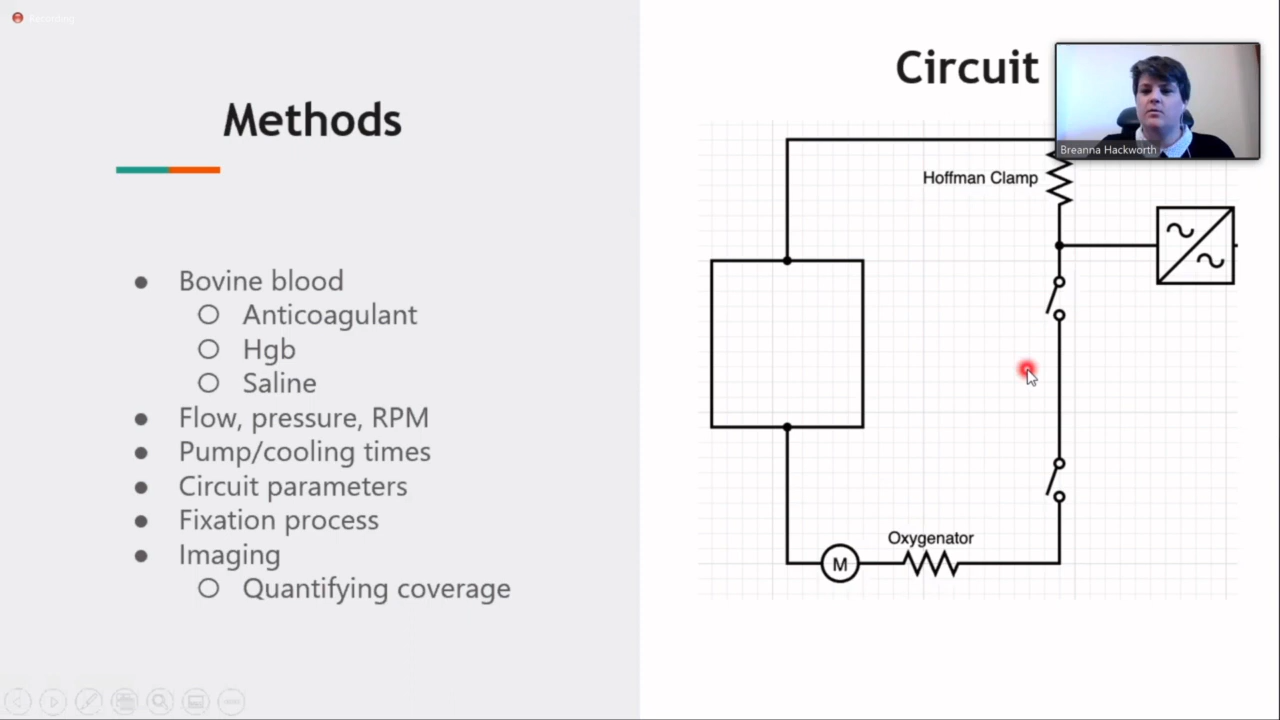 Recording
Methods
Bovine blood
Anticoagulant
Hgb
Saline
Flow, pressure, RPM
Pump/cooling times
Circuit parameters
Fixation process
Imaging
Quantifying coverage
Circuit
Breanna Hackworth
Hoffman Clamp
Oxygenator
M